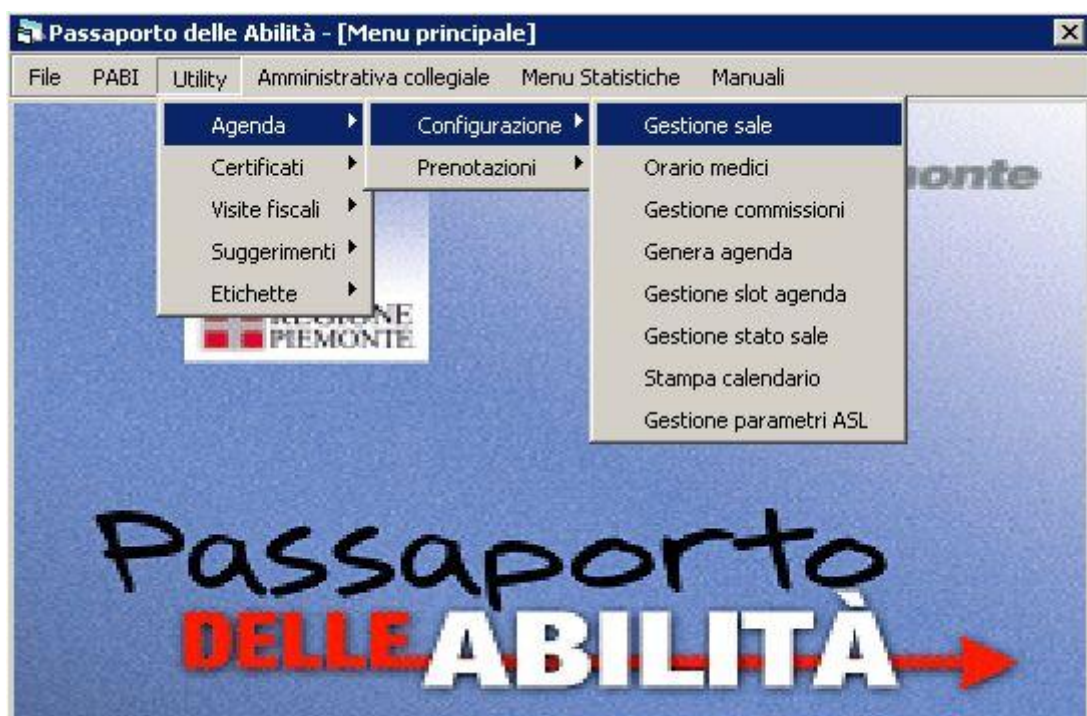 Passaporto delle Abilità - [Menu principale]
File PABI Utility Amministrativa collegiale Menu Statistiche Manuali
Agenda
Certificati
Visite fiscali
Suggerimenti
Etichette
Configurazione
Prenotazioni
Gestione sale
Orario medici
Gestione commissioni
Genera agenda
Gestione slot agenda
Gestione stato sale
Stampa calendario
Gestione parametri ASL
PIEMONTE
Passaporto
DELLE ABILITÀ